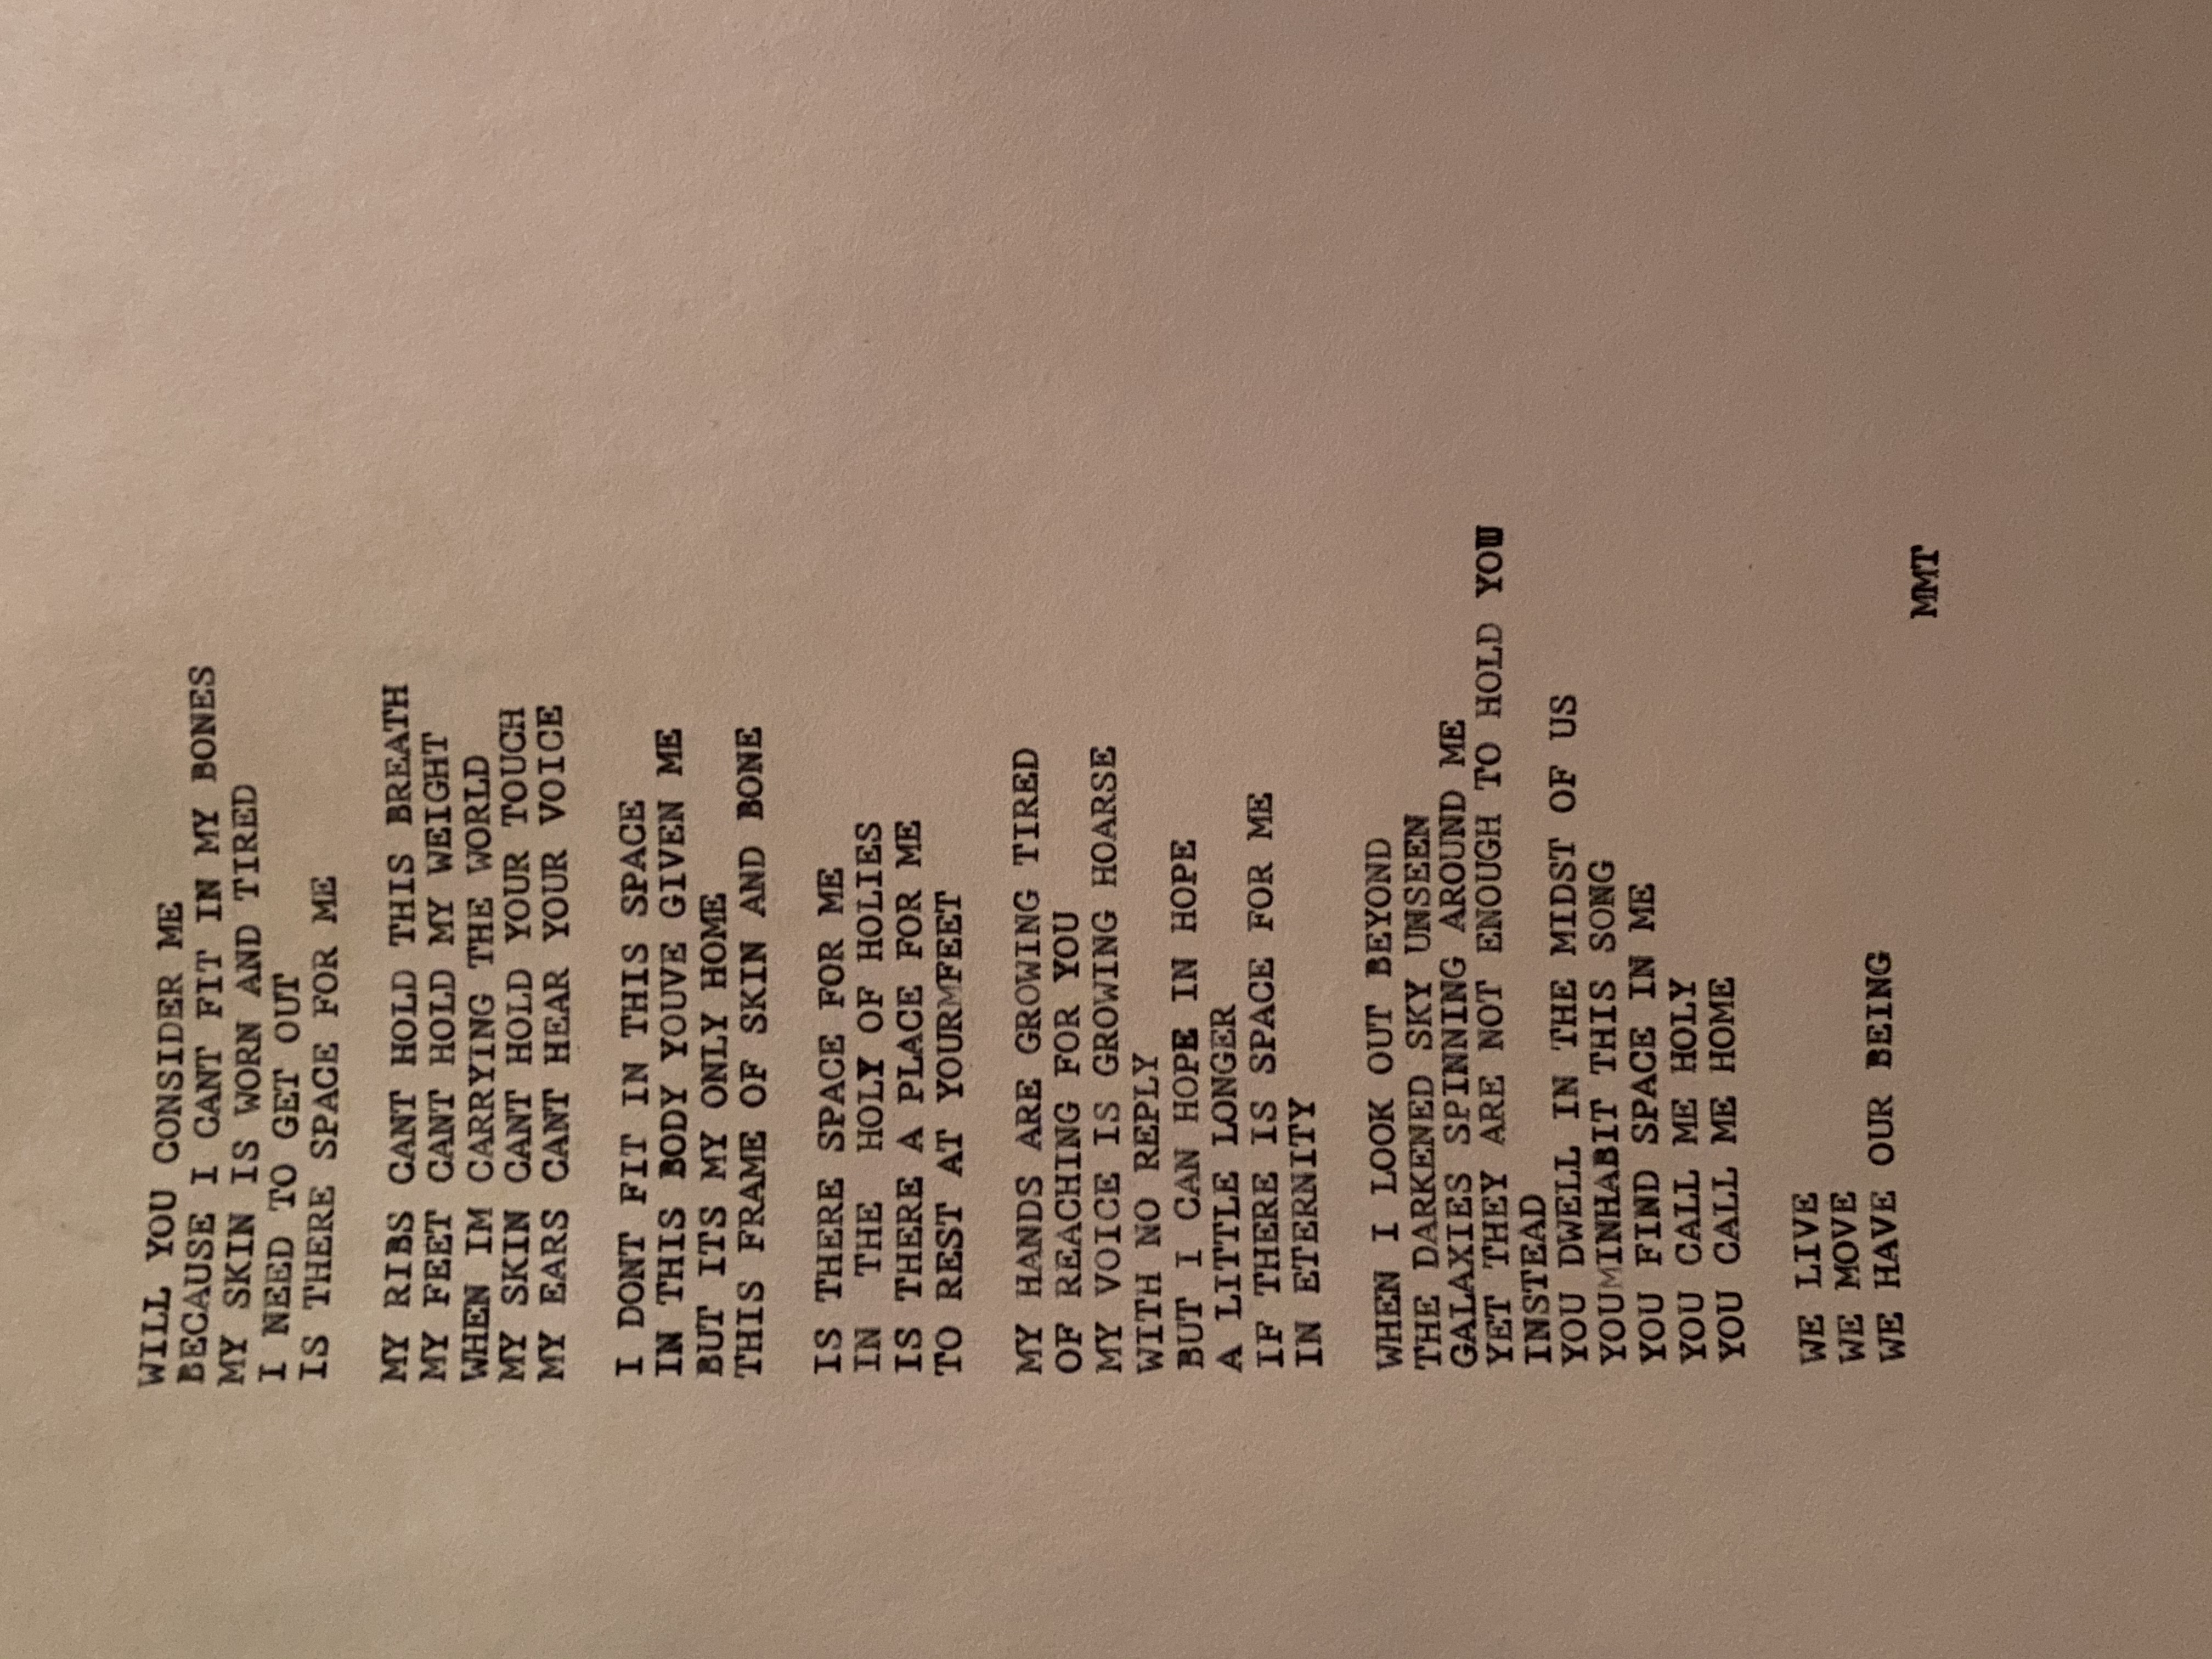 WILL YOU CONSIDER ME
BECAUSE I CANT FIT IN MY BONES
MY SKIN IS WORN AND TIRED
I NEED TO GET OUT
IS THERE SPACE FOR ME

MY RIBS CANT HOLD THIS BREATH
MY FEET CANT HOLD MY WEIGHT
WHEN IM CARRYING THE WORLD
MY SKIN CANT HOLD YOUR TOUCH
MY EARS CANT HEAR YOUR VOICE

I DONT FIT IN THIS SPACE
IN THIS BODY YOUVE GIVEN ME
BUT ITS MY ONLY HOME
THIS FRAME OF SKIN AND BONE

IS THERE SPACE FOR ME
IN  THE  HOLY OF HOLIES
IS THERE A PLACE FOR ME
TO REST AT YOURMFEET

MY HANDS ARE GROWING TIRED
OF REACHING FOR YOU
MY VOICE IS GROWING HOARSE
WITH NO REPLY
BUT I CAN HOPE IN HOPE
A LITTLE LONGER
IF THERE IS SPACE FOR ME
IN ETERNITY

WHEN I LOOK OUT BEYOND
THE DARKENED SKY UNSEEN
GALAXIES SPINNING AROUND ME
YET THEY ARE NOT ENOUGH TO HOLD YOU
INSTEAD
YOU DWELL IN THE MIDST OF US
YOUMINHABIT THIS SONG
YOU FIND SPACE IN ME
YOU CALL ME HOLY
YOU CALL ME HOME

WE LIVE
WE MOVE
WE HAVE OUR BEING
MMT